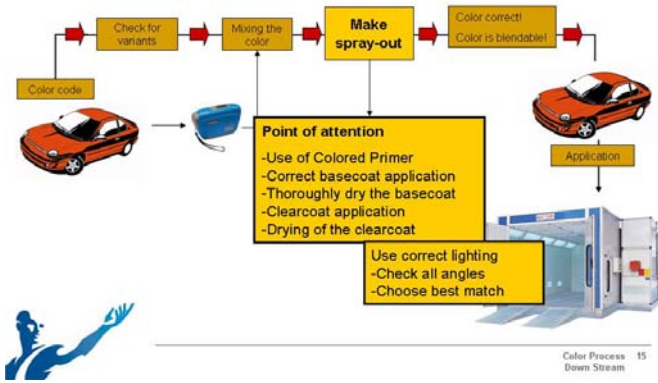 Color code
Check for
variants
Mixing the
color
Make
spray-out
Color correct!
Color is blendable!
Application
Point of attention
-Use of Colored Primer
-Correct basecoat application
-Thoroughly dry the basecoat
-Clearcoat application
-Drying of the clearcoat
Use correct lighting
-Check all angles
-Choose best match
Color Process 15
Down Stream